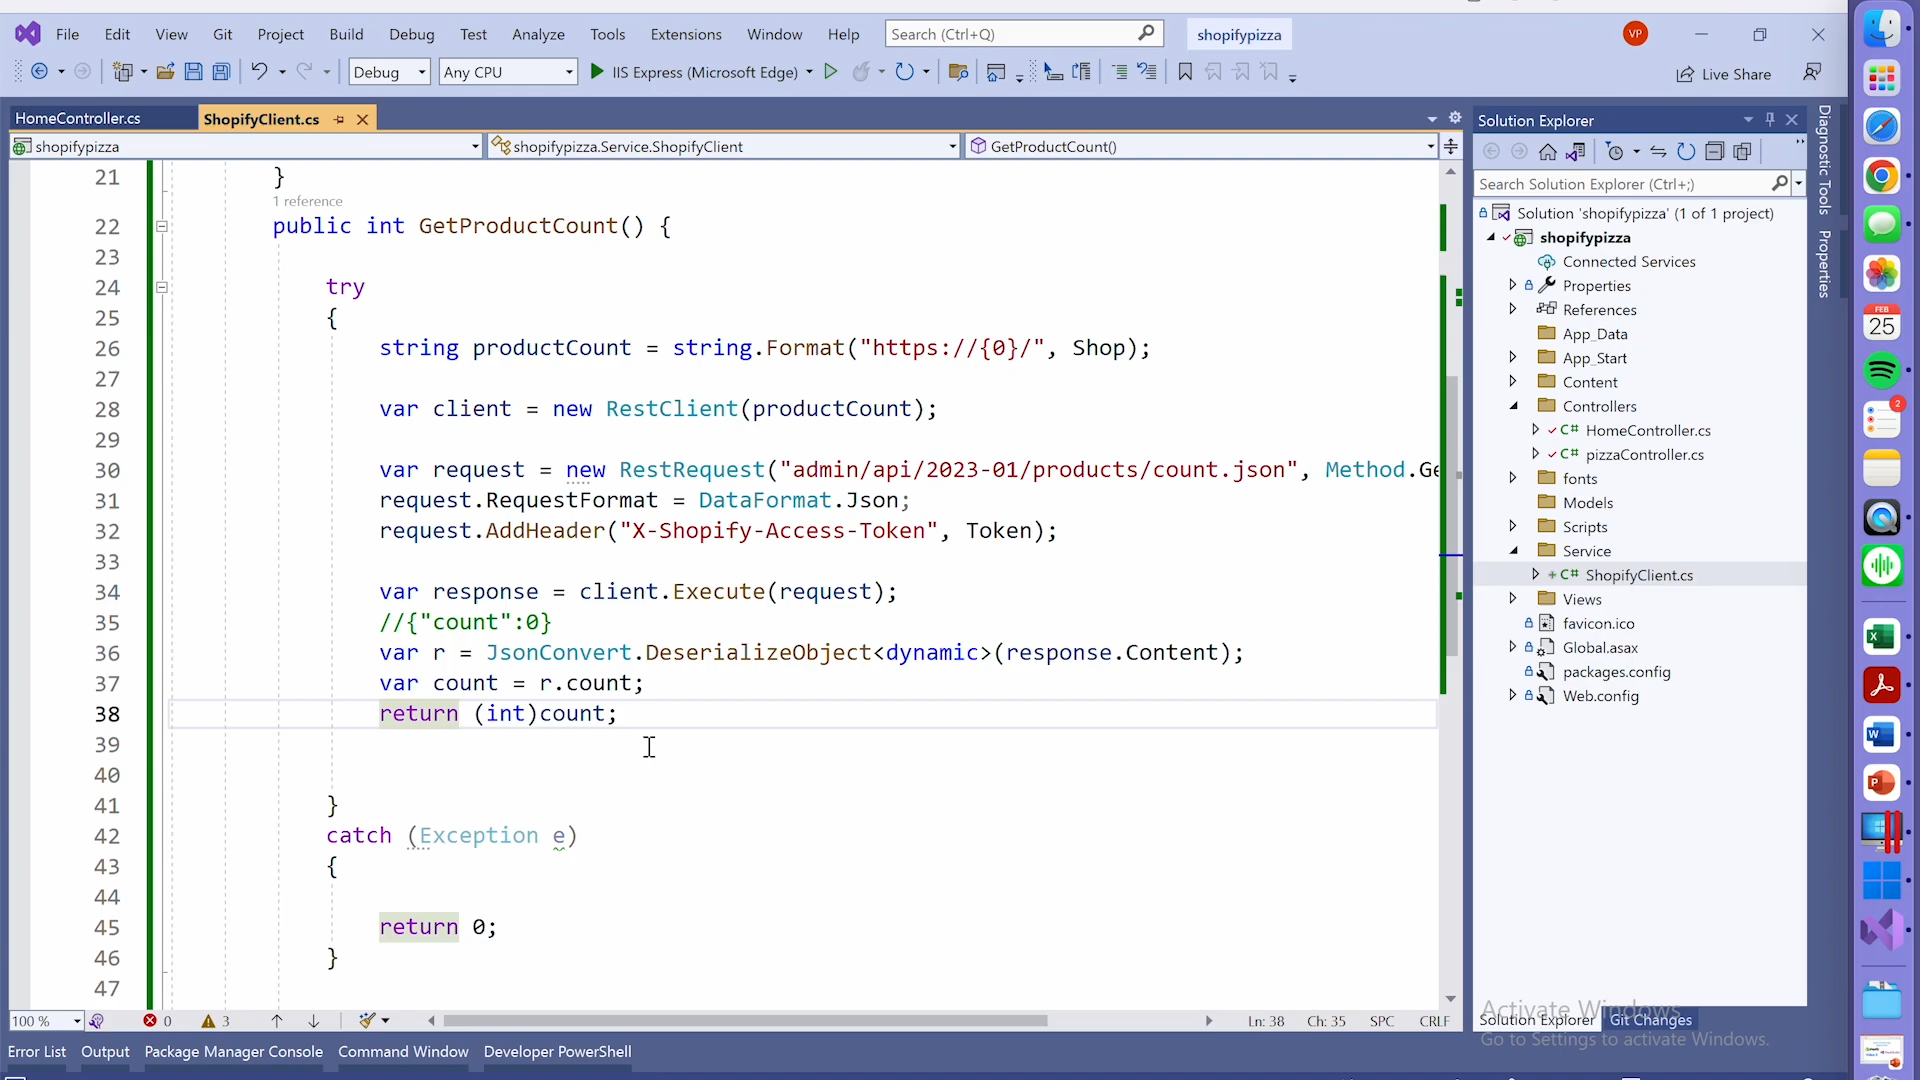 File Edit View Git Project Build Debug Test Analyze Tools Extensions Window Help Search (Ctrl+Q) shopifypizza VP
Debug Any CPU IIS Express (Microsoft Edge) Live Share
HomeController.cs ShopifyClient.cs
shopifypizza shopifypizza.Service.ShopifyClient GetProductCount()
21 }
1 reference
22 public int GetProductCount() {
23
24 try
25 {
26 string productCount = string.Format("https://{0}/", Shop);
27
28 var client = new RestClient(productCount);
29
30 var request = new RestRequest("admin/api/2023-01/products/count.json", Method.Ge
31 request.RequestFormat = DataFormat.Json;
32 request.AddHeader("X-Shopify-Access-Token", Token);
33
34 var response = client.Execute(request);
35 //{"count":0}
36 var r = JsonConvert.DeserializeObject<dynamic>(response.Content);
37 var count = r.count;
38 return (int)count;
39
40
41 }
42 catch (Exception e)
43 {
44
45 return 0;
46 }
47
100 % 0 3 Ln: 38 Ch: 35 SPC CRLF
Error List Output Package Manager Console Command Window Developer PowerShell
Solution Explorer
Search Solution Explorer (Ctrl+;)
Solution 'shopifypizza' (1 of 1 project)
shopifypizza
Connected Services
Properties
References
App_Data
App_Start
Content
Controllers
C# HomeController.cs
C# pizzaController.cs
fonts
Models
Scripts
Service
C# ShopifyClient.cs
Views
favicon.ico
Global.asax
packages.config
Web.config
Activate Windows
Solution Explorer Git Changes
Go to Settings to activate Windows.
Diagnostic Tools
Properties
FEB
25
2